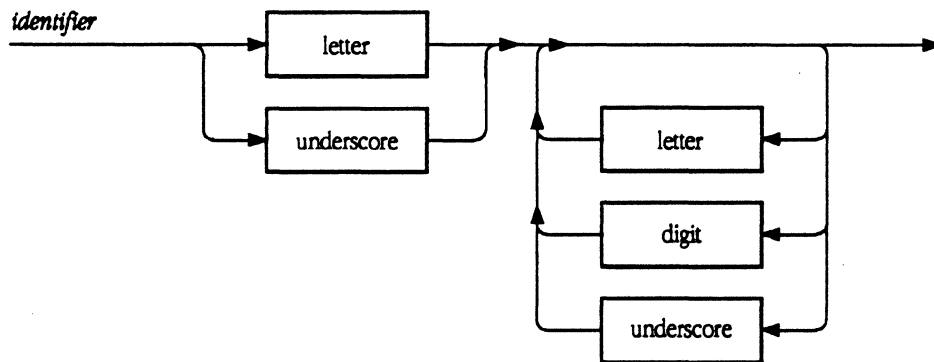 identifier
letter
underscore
letter
digit
underscore